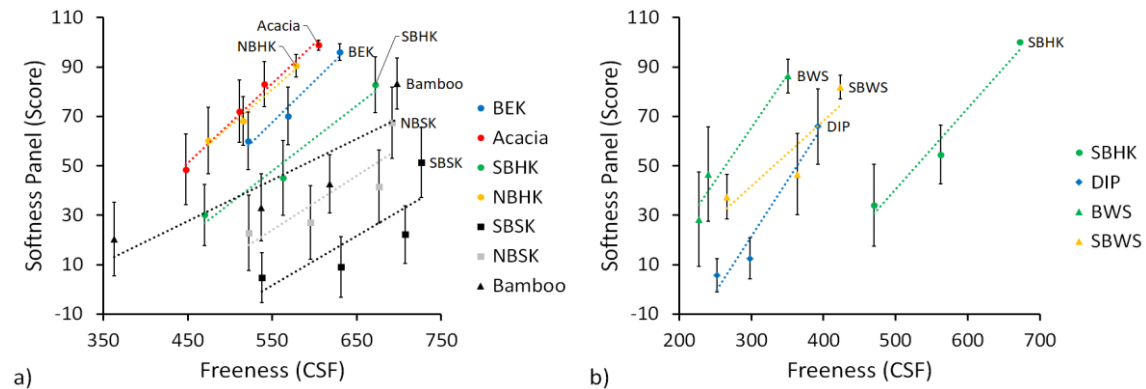 110
90
70
50
30
10
-10
Softness Panel (Score)
350
450
550
650
750
Freeness (CSF)
a)
Acacia
NBHK
BEK
SBHK
Bamboo
NBSK
SBSK
BEK
Acacia
SBHK
NBHK
SBSK
NBSK
Bamboo
110
90
70
50
30
10
-10
Softness Panel (Score)
200
300
400
500
600
700
Freeness (CSF)
b)
SBHK
BWS
SBWS
DIP
SBHK
DIP
BWS
SBWS